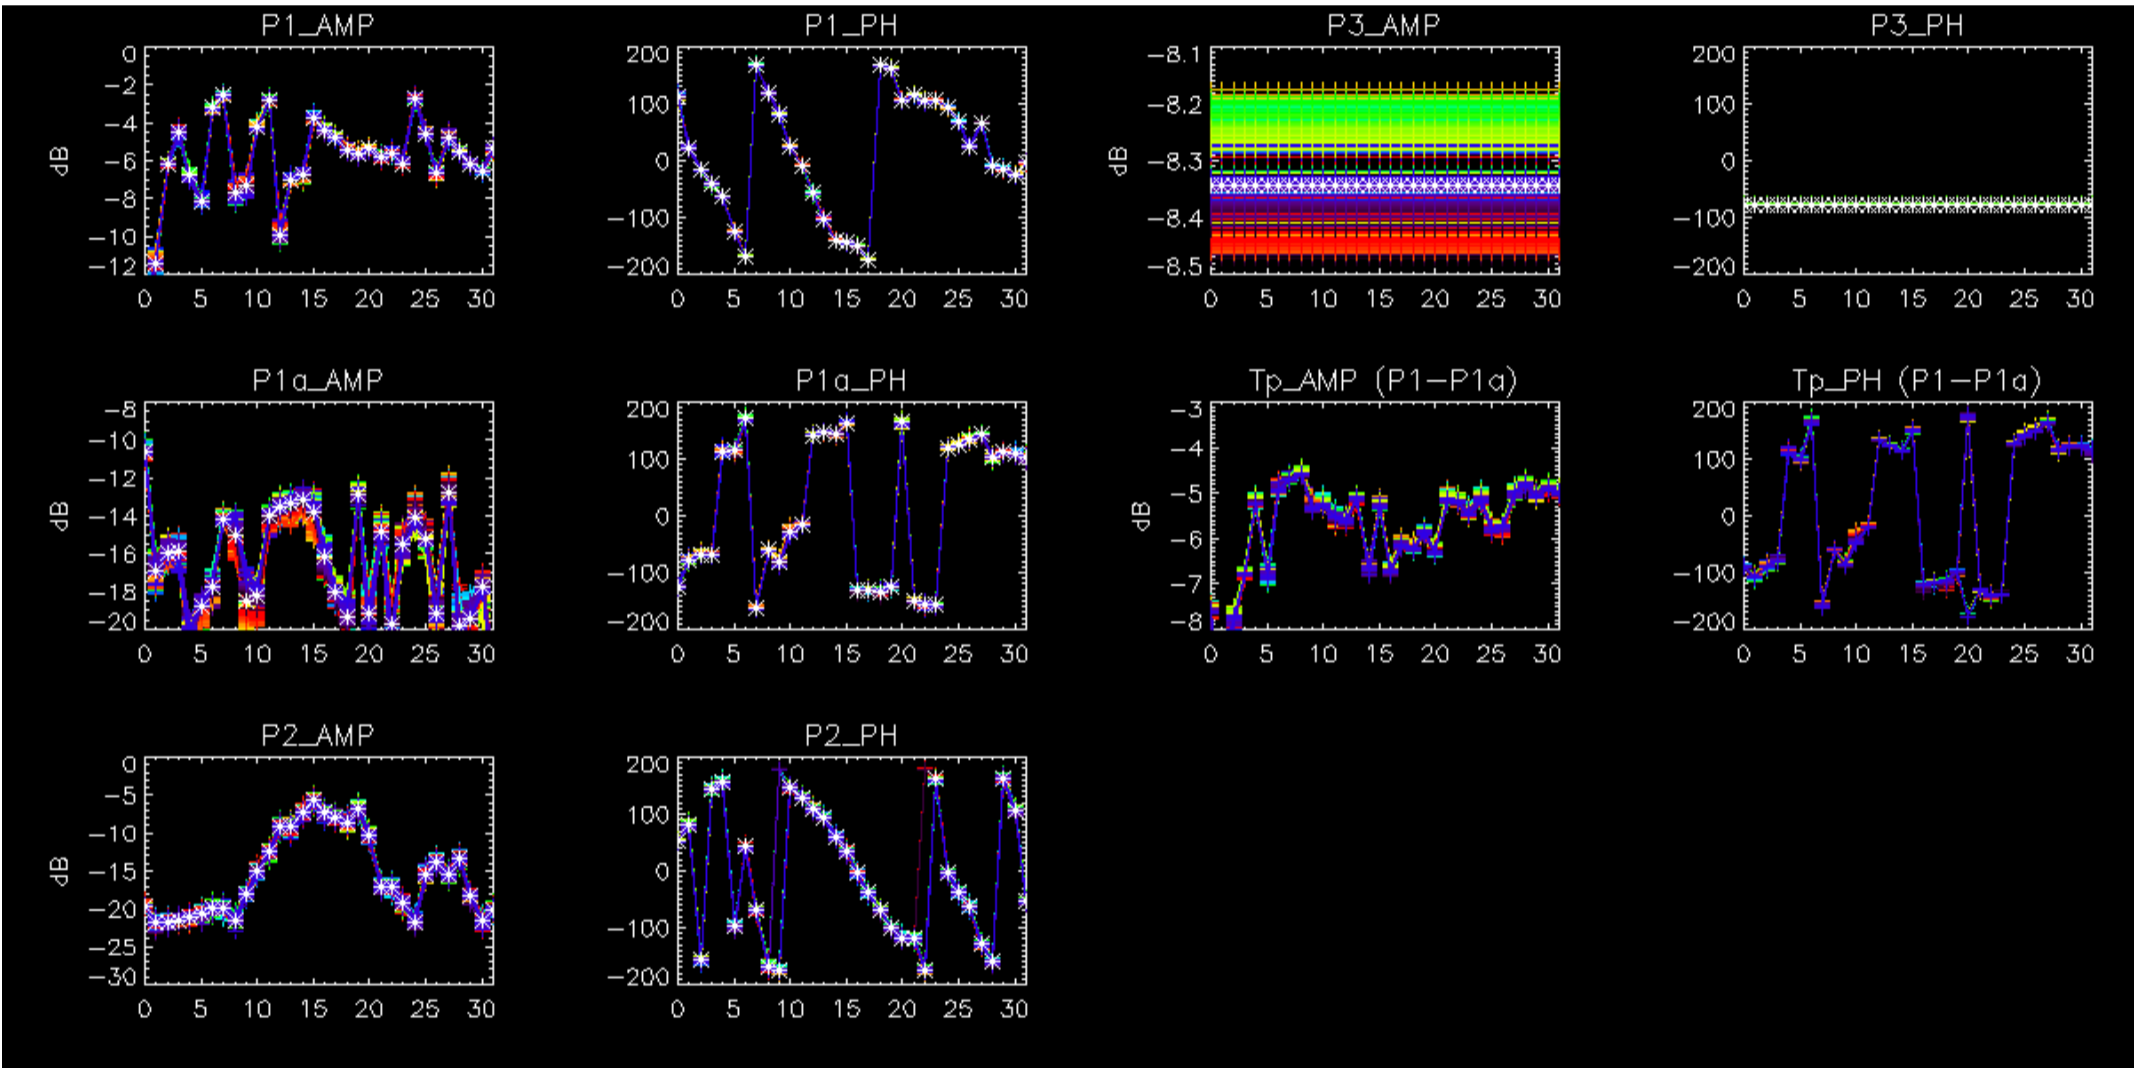 P1_AMP
0
−2
−4
−6
−8
−10
−12
dB
0 5 10 15 20 25 30
P1_PH
200
100
0
−100
−200
0 5 10 15 20 25 30
P3_AMP
−8.1
−8.2
−8.3
−8.4
−8.5
dB
0 5 10 15 20 25 30
P3_PH
200
100
0
−100
−200
0 5 10 15 20 25 30
P1a_AMP
−8
−10
−12
−14
−16
−18
−20
dB
0 5 10 15 20 25 30
P1a_PH
200
100
0
−100
−200
0 5 10 15 20 25 30
Tp_AMP (P1−P1a)
−3
−4
−5
−6
−7
−8
dB
0 5 10 15 20 25 30
Tp_PH (P1−P1a)
200
100
0
−100
−200
0 5 10 15 20 25 30
P2_AMP
0
−5
−10
−15
−20
−25
−30
dB
0 5 10 15 20 25 30
P2_PH
200
100
0
−100
−200
0 5 10 15 20 25 30